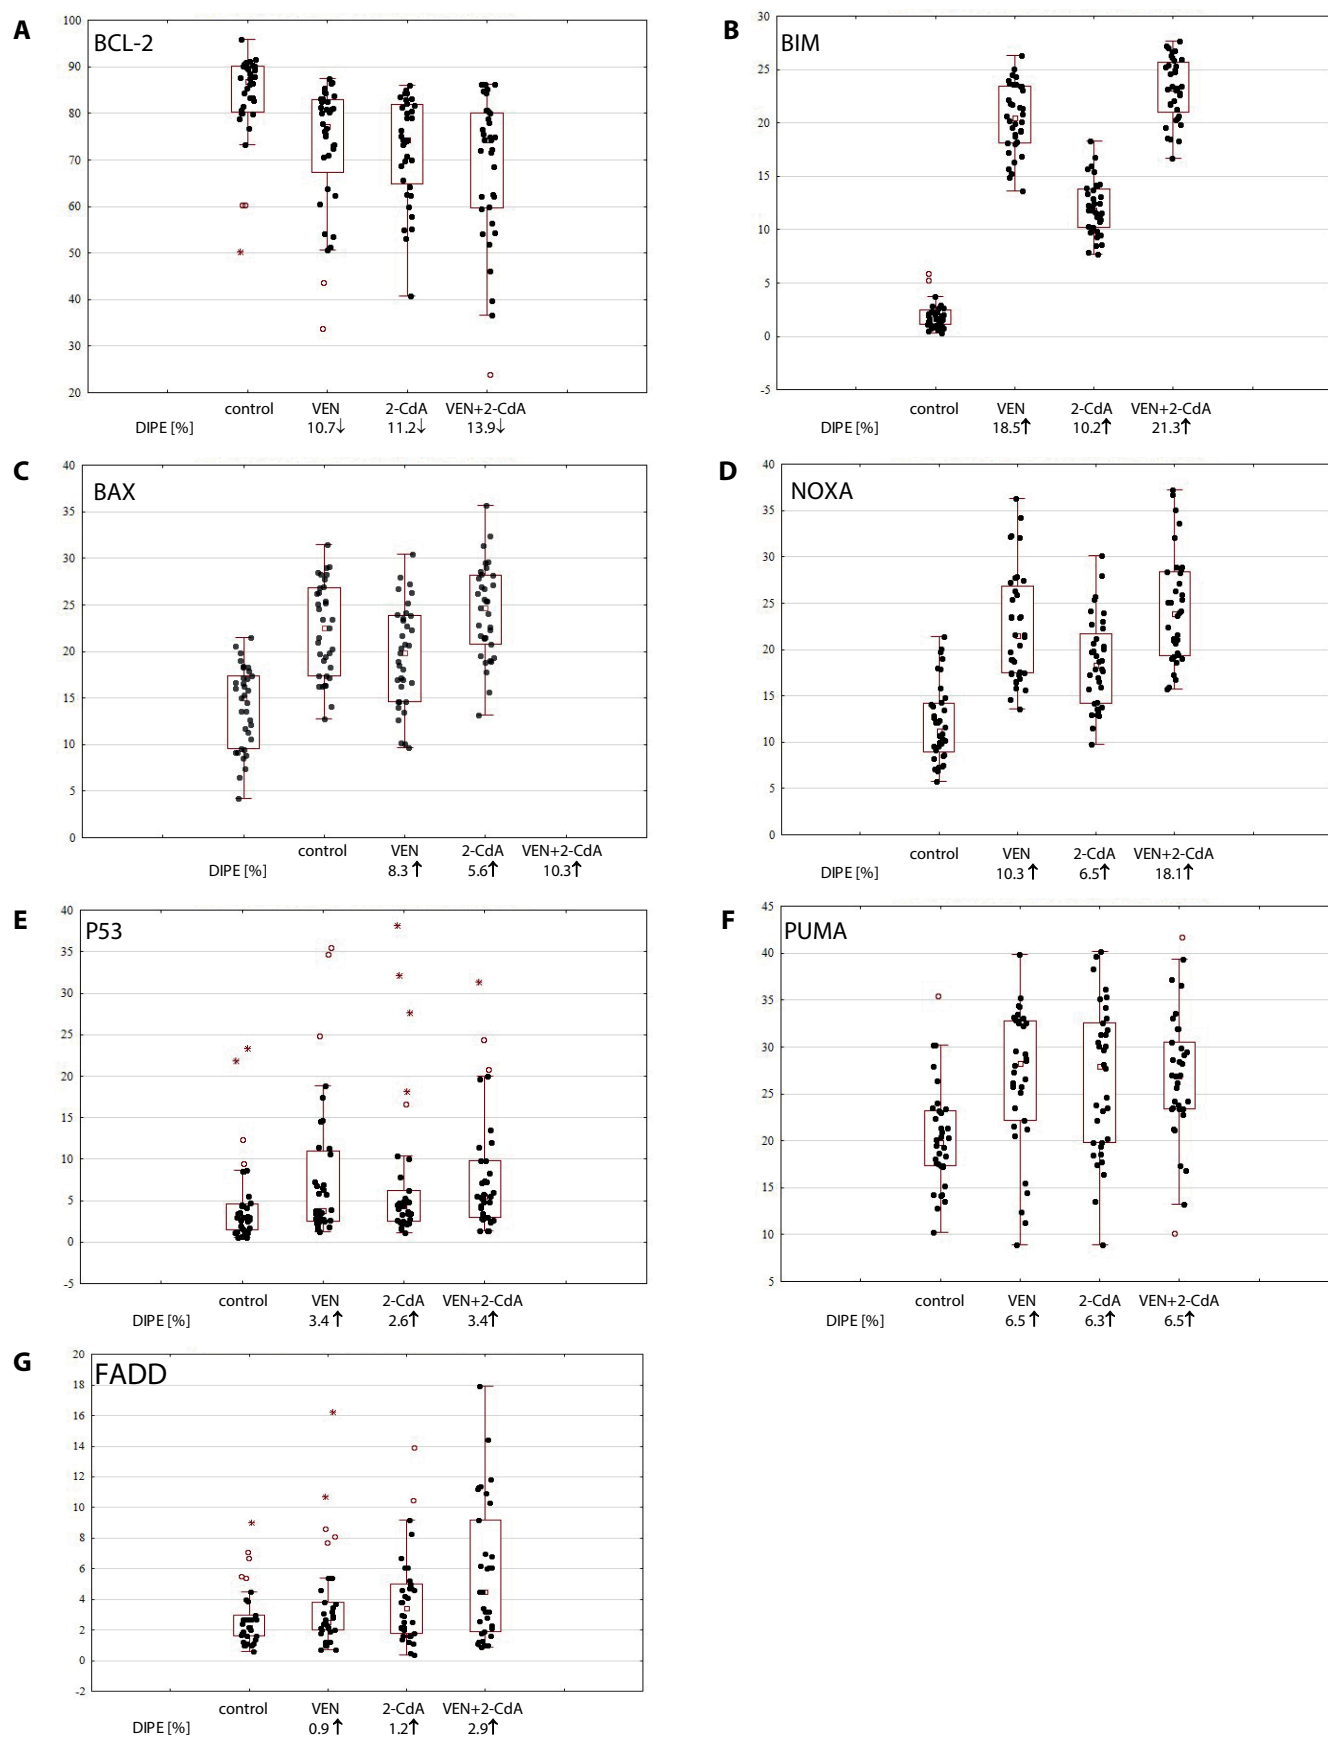 A
BCL-2
100
90
80
70
60
50
40
30
20
control VEN 2-CdA VEN+2-CdA
DIPE [%] 10.7↓ 11.2↓ 13.9↓
B
BIM
30
25
20
15
10
5
0
-5
control VEN 2-CdA VEN+2-CdA
DIPE [%] 18.5↑ 10.2↑ 21.3↑
C
BAX
40
35
30
25
20
15
10
5
0
control VEN 2-CdA VEN+2-CdA
DIPE [%] 8.3 ↑ 5.6↑ 10.3↑
D
NOXA
40
35
30
25
20
15
10
5
0
control VEN 2-CdA VEN+2-CdA
DIPE [%] 10.3 ↑ 6.5↑ 18.1↑
E
P53
40
35
30
25
20
15
10
5
0
-5
control VEN 2-CdA VEN+2-CdA
DIPE [%] 3.4 ↑ 2.6↑ 3.4↑
F
PUMA
45
40
35
30
25
20
15
10
5
control VEN 2-CdA VEN+2-CdA
DIPE [%] 6.5 ↑ 6.3↑ 6.5↑
G
FADD
20
18
16
14
12
10
8
6
4
2
0
-2
control VEN 2-CdA VEN+2-CdA
DIPE [%] 0.9 ↑ 1.2↑ 2.9↑